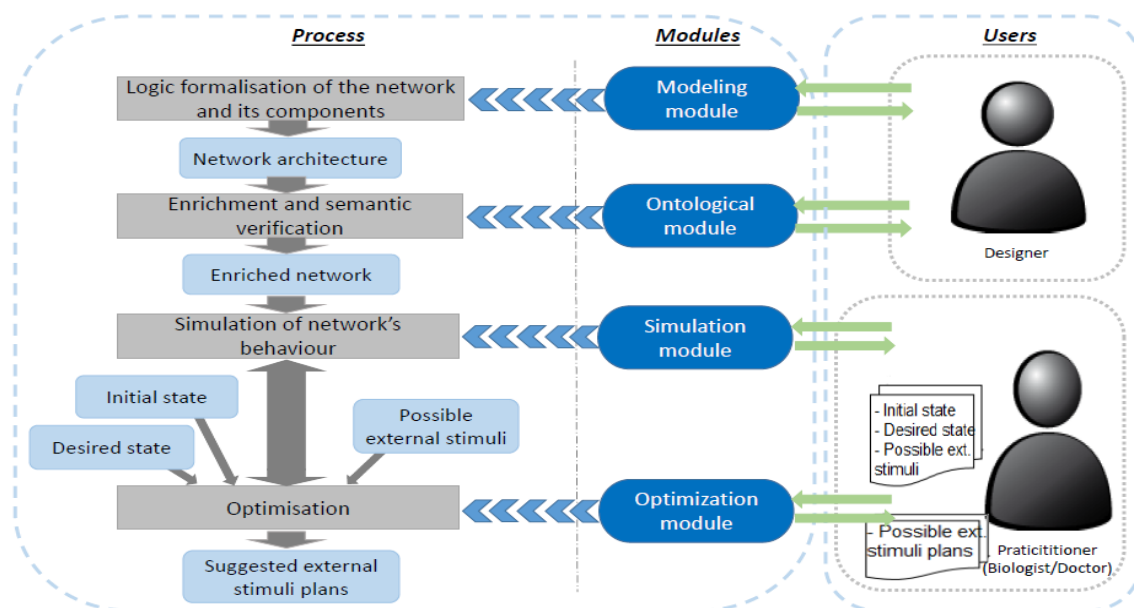 Process
Modules
Users
Logic formalisation of the network
and its components
Modeling
module
Network architecture
Enrichment and semantic
verification
Ontological
module
Designer
Enriched network
Simulation of network's
behaviour
Simulation
module
Initial state
Desired state
Possible
external stimuli
- Initial state
- Desired state
- Possible ext.
stimuli
Optimisation
Optimization
module
- Possible ext.
stimuli plans
Praticititioner
(Biologist/Doctor)
Suggested external
stimuli plans